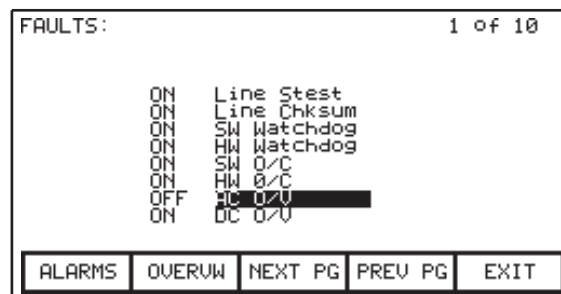 FAULTS: 1 of 10
ON Line Stest
ON Line Chksum
ON SW Watchdog
ON HW Watchdog
ON SW O/C
ON HW 0/C
OFF AC O/V
ON DC O/V
ALARMS OVERVW NEXT PG PREV PG EXIT